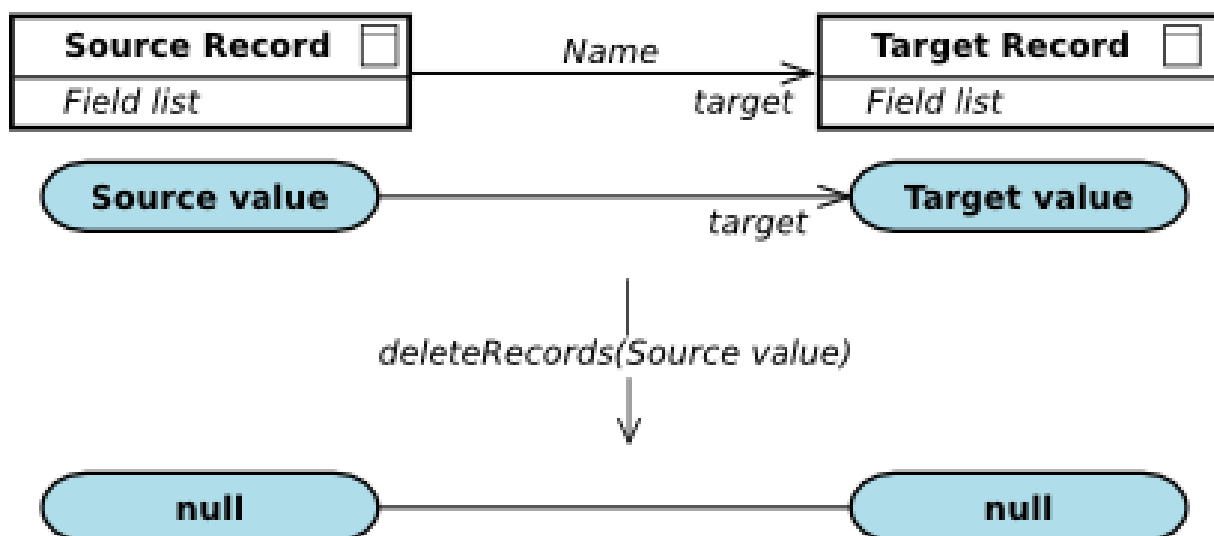 Source Record
Name
Target Record
Field list
target
Field list
Source value
target
Target value
deleteRecords(Source value)
null
null